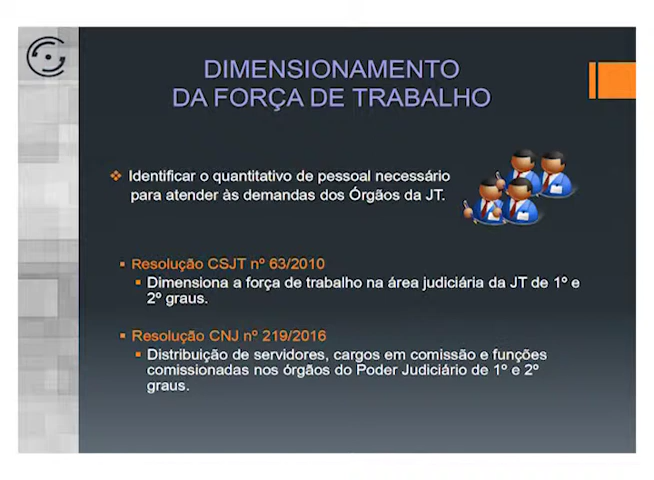 DIMENSIONAMENTO
DA FORÇA DE TRABALHO
Identificar o quantitativo de pessoal necessário
para atender às demandas dos Órgãos da JT.
Resolução CSJT nº 63/2010
Dimensiona a força de trabalho na área judiciária da JT de 1º e
2º graus.
Resolução CNJ nº 219/2016
Distribuição de servidores, cargos em comissão e funções
comissionadas nos órgãos do Poder Judiciário de 1º e 2º
graus.